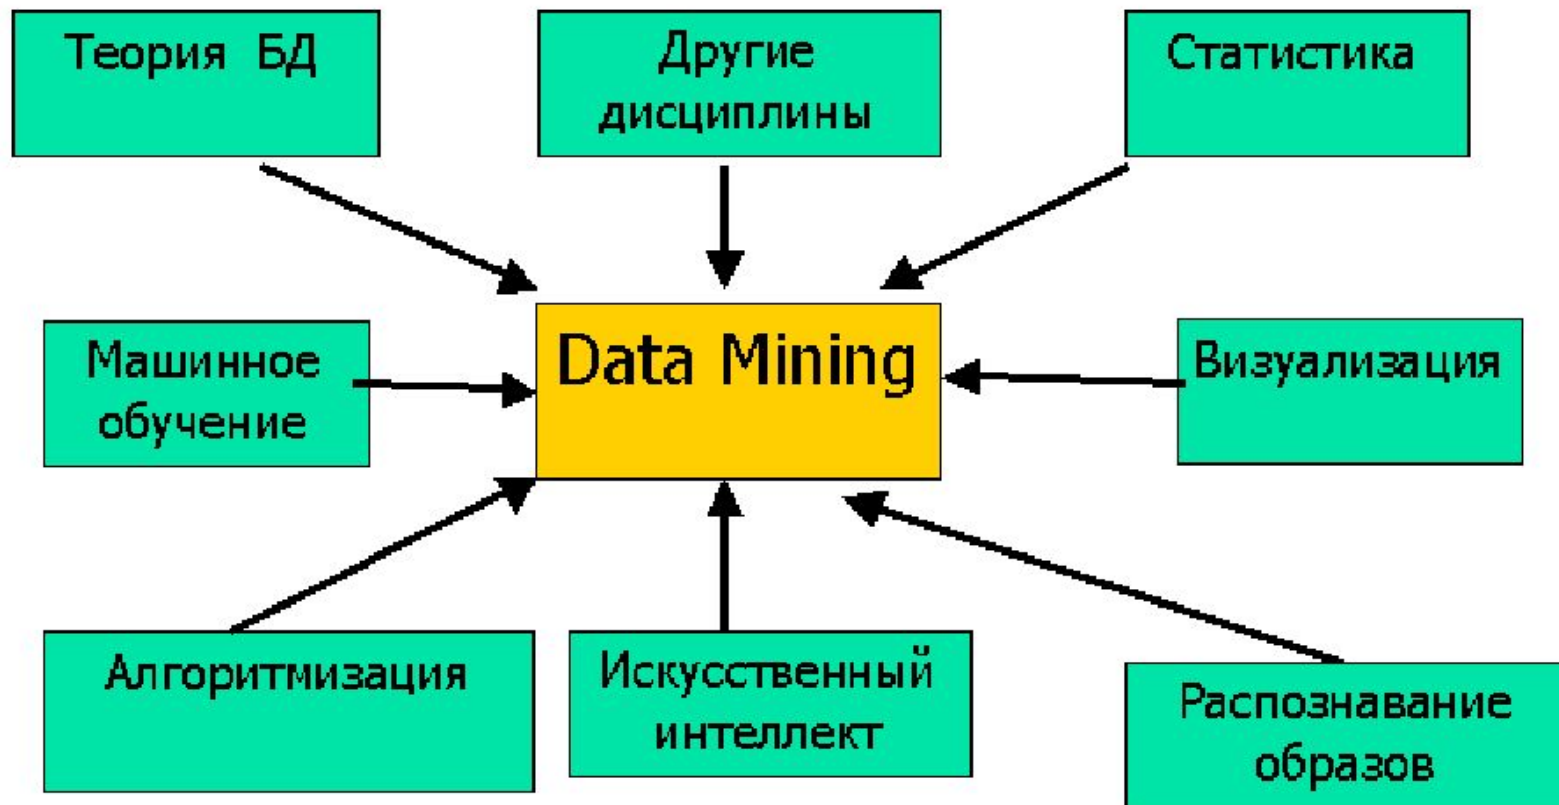 Теория БД
Другие
дисциплины
Статистика
Машинное
обучение
Data Mining
Визуализация
Алгоритмизация
Искусственный
интеллект
Распознавание
образов